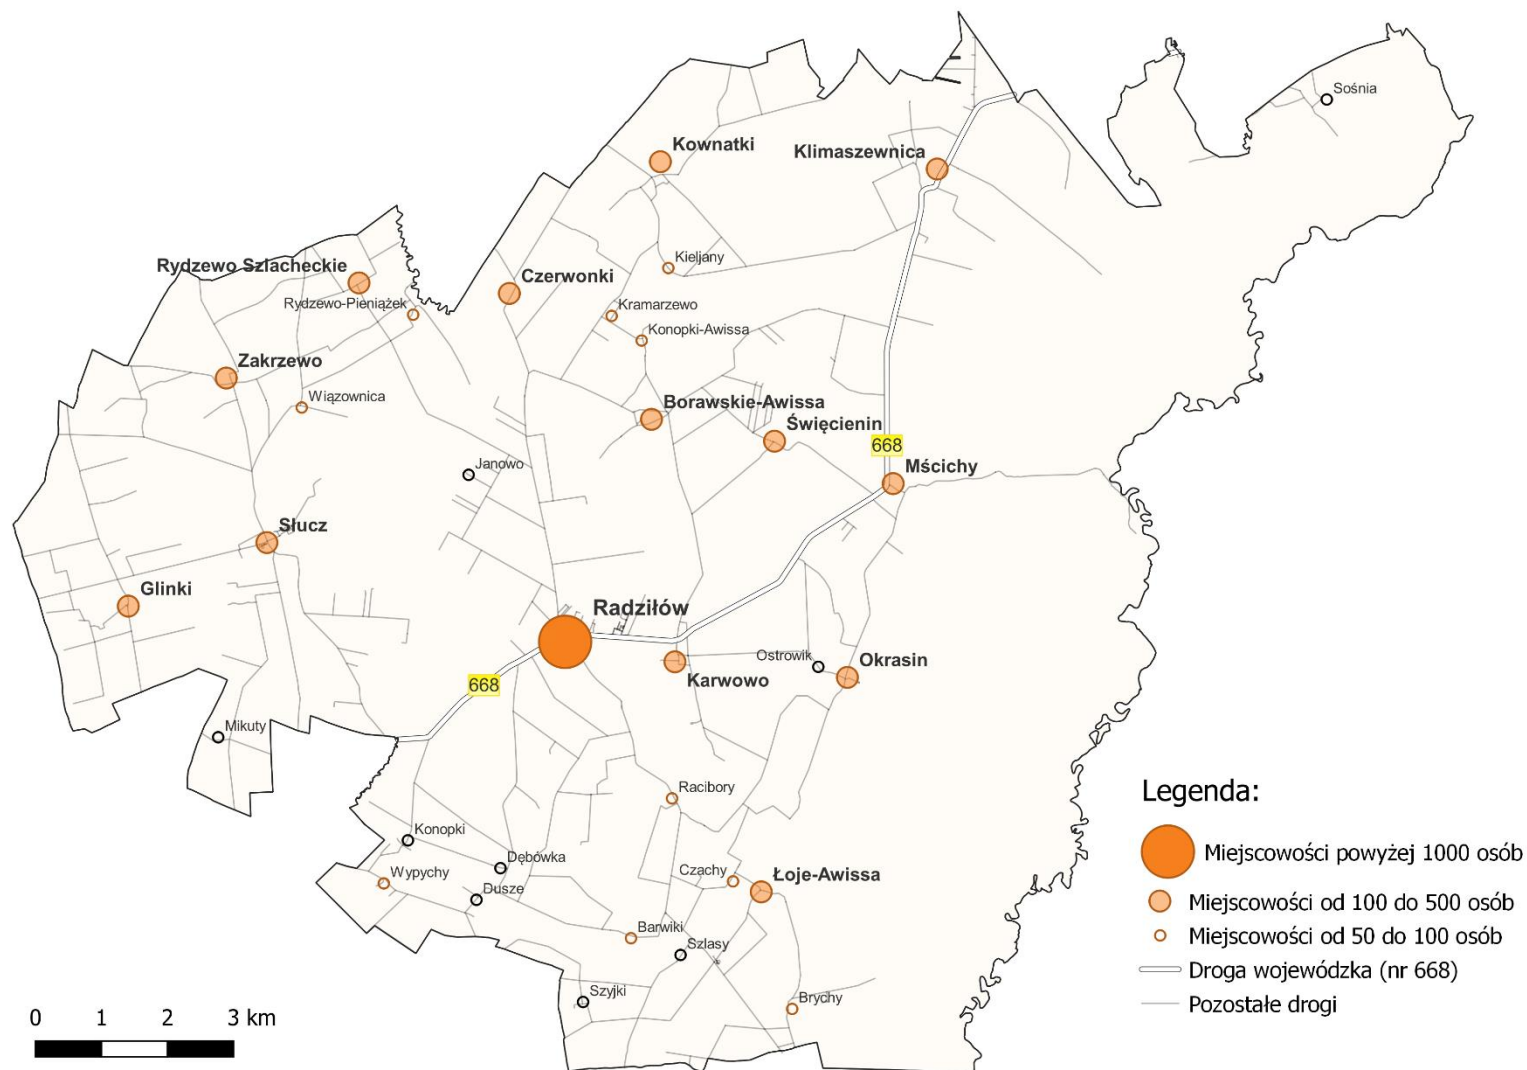 Sośnia
Kownatki
Klimaszewnica
Kieljany
Rydzewo Szlacheckie
Czerwonki
Rydzewo-Pieniążek
Kramarzewo
Konopki-Awissa
Zakrzewo
Wiązownica
Borawskie-Awissa
Święcienin
668
Janowo
Mścichy
Słucz
Glinki
Radziłów
Ostrowik
Okrasin
Karwowo
668
Mikuty
Racibory
Konopki
Dębówka
Wypychy
Dusze
Czachy
Łoje-Awissa
Barwiki
Szlasy
Szyjki
Brychy
Legenda:
Miejscowości powyżej 1000 osób
Miejscowości od 100 do 500 osób
Miejscowości od 50 do 100 osób
Droga wojewódzka (nr 668)
Pozostałe drogi
0 1 2 3 km